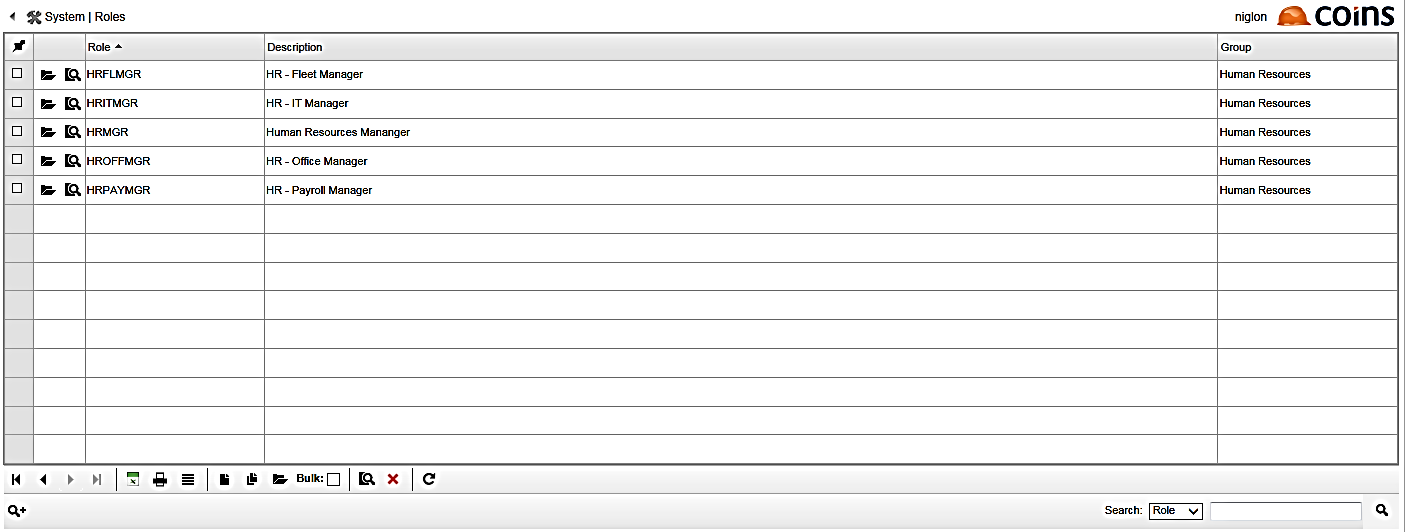 System | Roles
niglon coins
Role Description Group
HRFLMGR HR - Fleet Manager Human Resources
HRITMGR HR - IT Manager Human Resources
HRMGR Human Resources Mananger Human Resources
HROFFMGR HR - Office Manager Human Resources
HRPAYMGR HR - Payroll Manager Human Resources
Bulk:
Search: Role